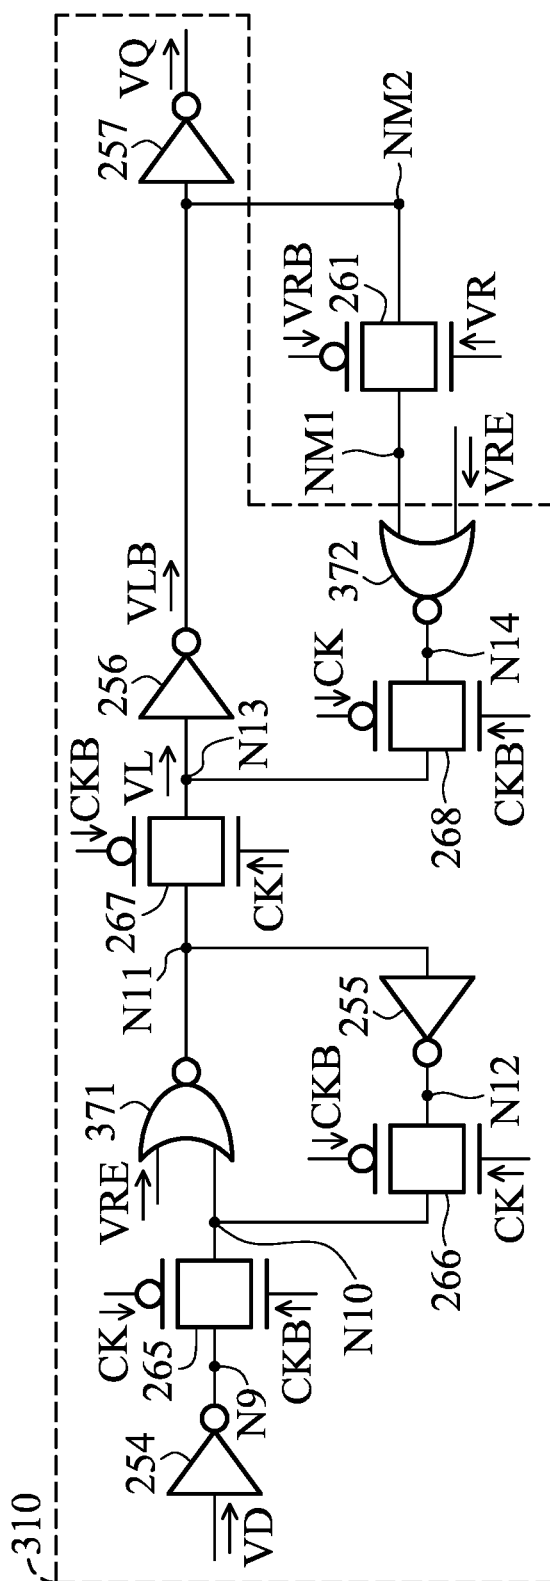 310
VD
254
N9
CK
265
CKB
N10
VRE
371
N11
CKB
266
CK
N12
255
CKB
267
CK
VL
N13
256
VLB
CK
268
CKB
N14
372
VRE
NM1
VRB
261
VR
NM2
257
VQ